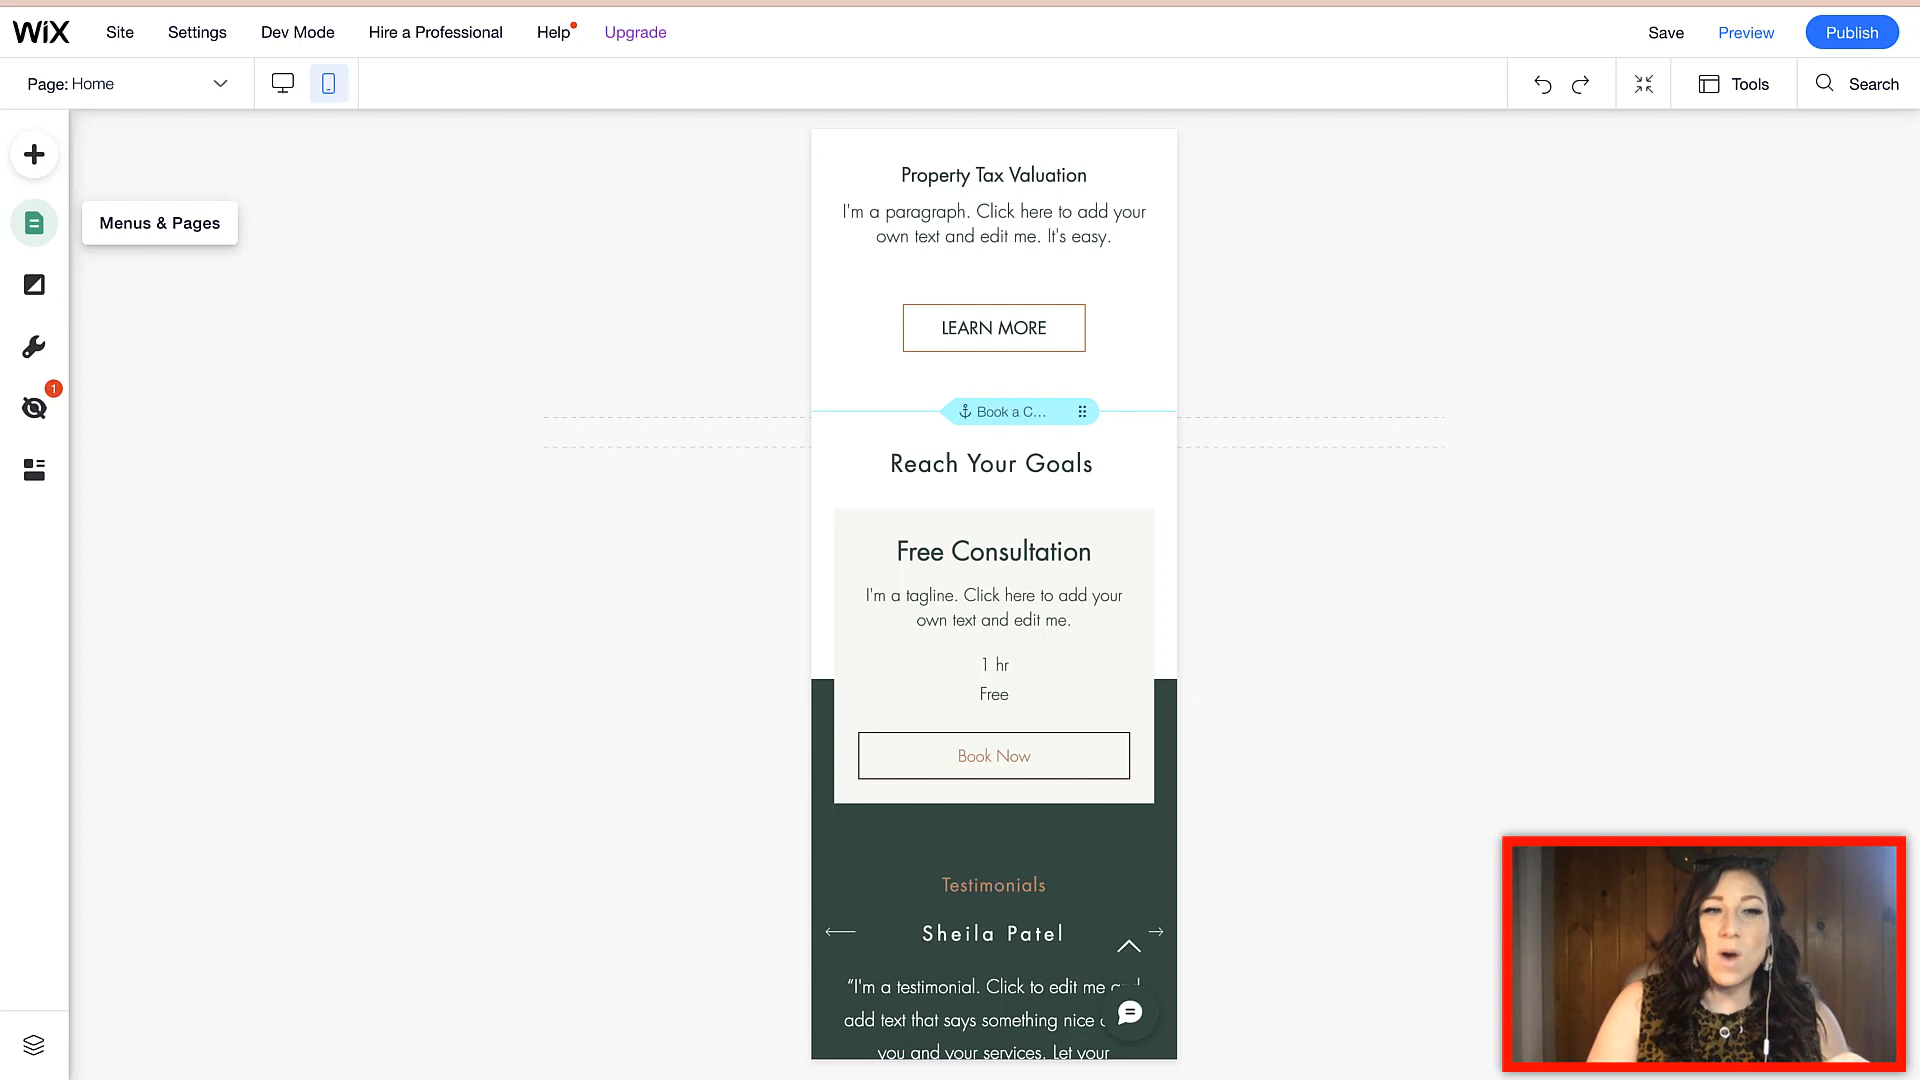 WiX
Site
Settings
Dev Mode
Hire a Professional
Help
Upgrade
Save
Preview
Publish
Page: Home
Tools
Search
Menus & Pages
1
Property Tax Valuation
I'm a paragraph. Click here to add your
own text and edit me. It's easy.
LEARN MORE
Book a C...
Reach Your Goals
Free Consultation
I'm a tagline. Click here to add your
own text and edit me.
1 hr
Free
Book Now
Testimonials
Sheila Patel
"I'm a testimonial. Click to edit me and
add text that says something nice
you and your services. Let your